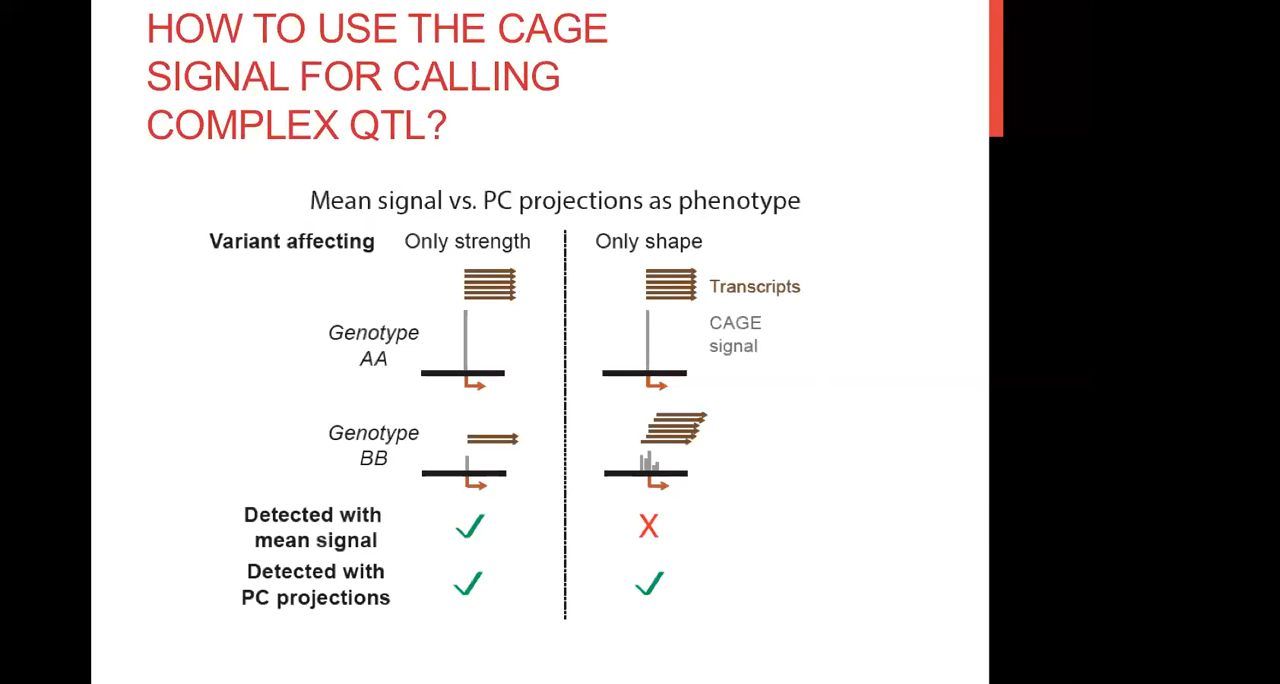 HOW TO USE THE CAGE
SIGNAL FOR CALLING
COMPLEX QTL?
Mean signal vs. PC projections as phenotype
Variant affecting Only strength Only shape
Transcripts
CAGE
signal
Genotype
AA
Genotype
BB
Detected with
mean signal
X
Detected with
PC projections